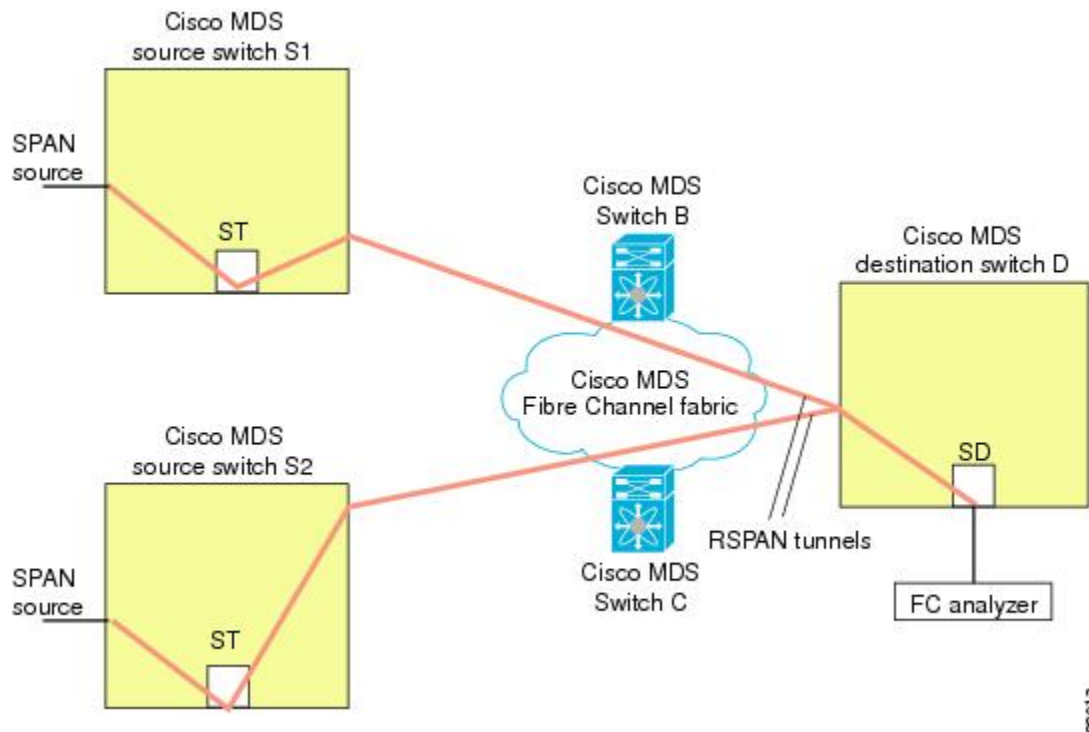 Cisco MDS
source switch S1
SPAN
source
ST
Cisco MDS
Switch B
Cisco MDS
destination switch D
Cisco MDS
Fibre Channel fabric
Cisco MDS
source switch S2
SD
RSPAN tunnels
Cisco MDS
Switch C
FC analyzer
SPAN
source
ST